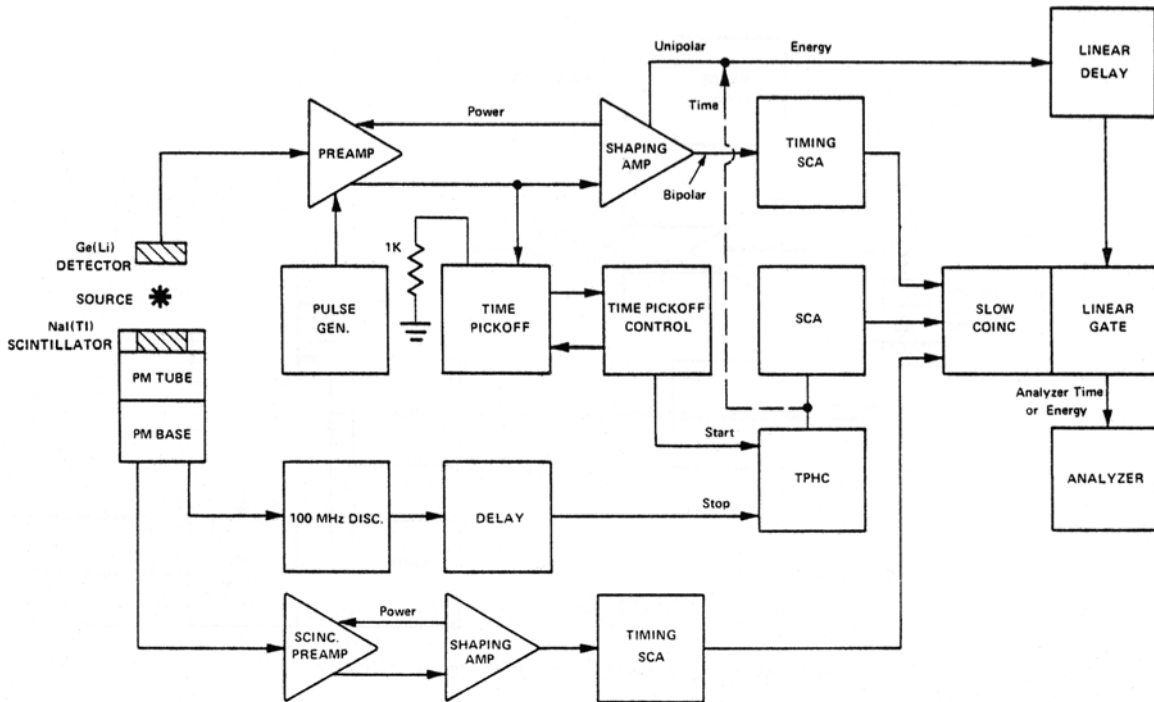 Unipolar
Energy
LINEAR
DELAY
Power
Time
PREAMP
SHAPING
AMP
TIMING
SCA
Bipolar
Ge(Li)
DETECTOR
1K
SOURCE
PULSE
GEN.
TIME
PICKOFF
TIME PICKOFF
CONTROL
SCA
SLOW
COINC
LINEAR
GATE
NaI(Tl)
SCINTILLATOR
PM TUBE
PM BASE
Analyzer Time
or Energy
Start
TPHC
ANALYZER
Stop
100 MHz DISC.
DELAY
Power
SCINC.
PREAMP
SHAPING
AMP
TIMING
SCA